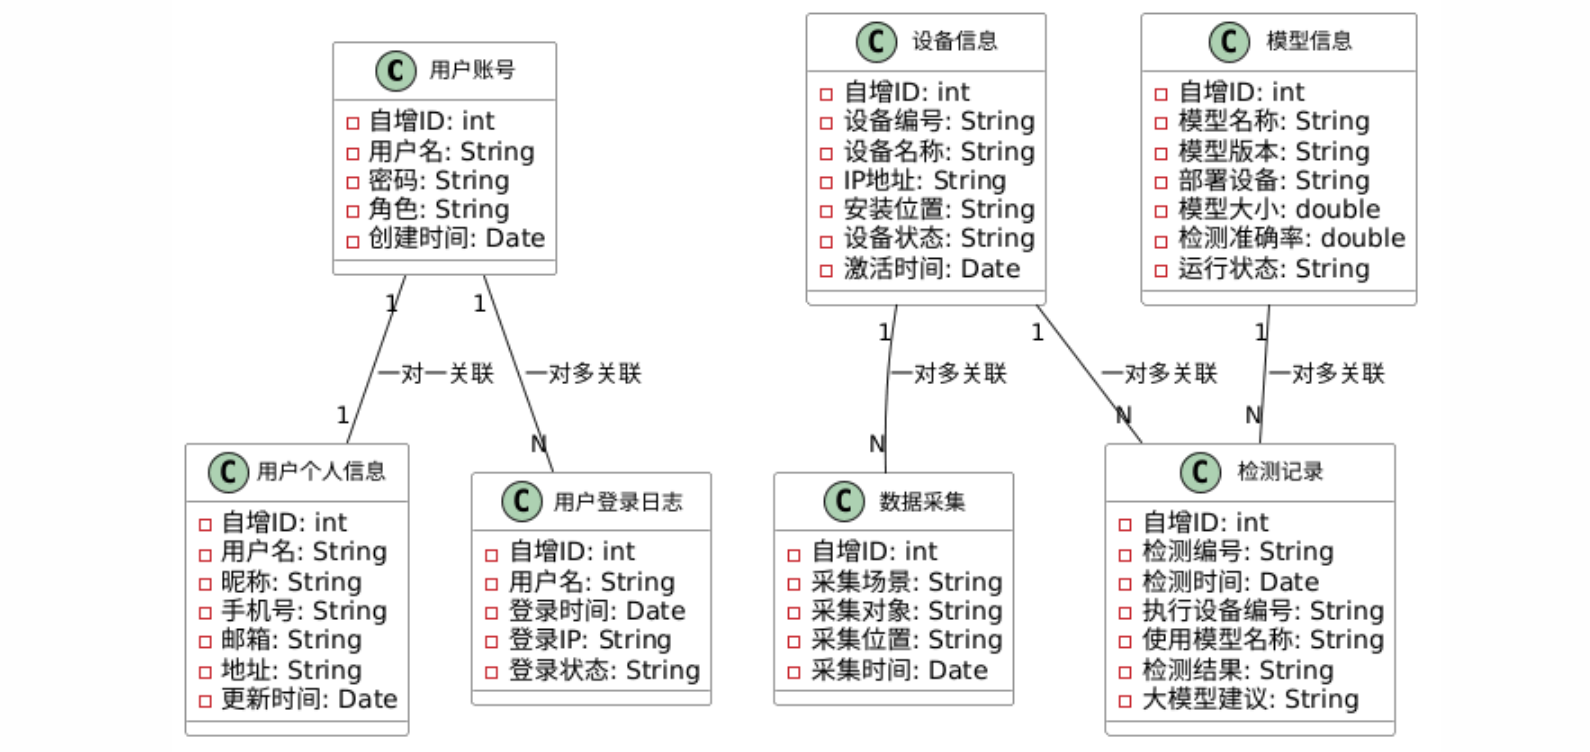 C 用户账号
自增ID: int
用户名: String
密码: String
角色: String
创建时间: Date
C 设备信息
自增ID: int
设备编号: String
设备名称: String
IP地址: String
安装位置: String
设备状态: String
激活时间: Date
C 模型信息
自增ID: int
模型名称: String
模型版本: String
部署设备: String
模型大小: double
检测准确率: double
运行状态: String
1
1
1
1
1
一对一关联
一对多关联
一对多关联
一对多关联
一对多关联
1
N
N
N
N
C 用户个人信息
自增ID: int
用户名: String
昵称: String
手机号: String
邮箱: String
地址: String
更新时间: Date
C 用户登录日志
自增ID: int
用户名: String
登录时间: Date
登录IP: String
登录状态: String
C 数据采集
自增ID: int
采集场景: String
采集对象: String
采集位置: String
采集时间: Date
C 检测记录
自增ID: int
检测编号: String
检测时间: Date
执行设备编号: String
使用模型名称: String
检测结果: String
大模型建议: String